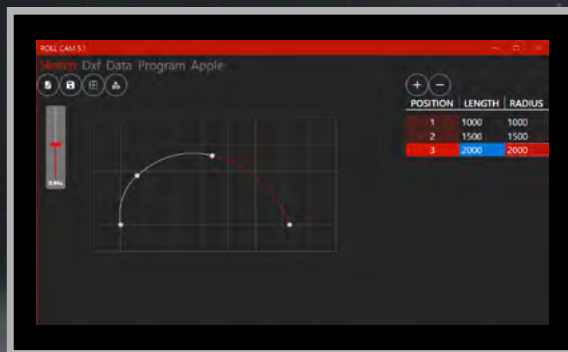 ROLL CAM 5.1
Sketch Dxf Data Program Apple
POSITION LENGTH RADIUS
1 1000 1000
2 1500 1500
3 2000 2000